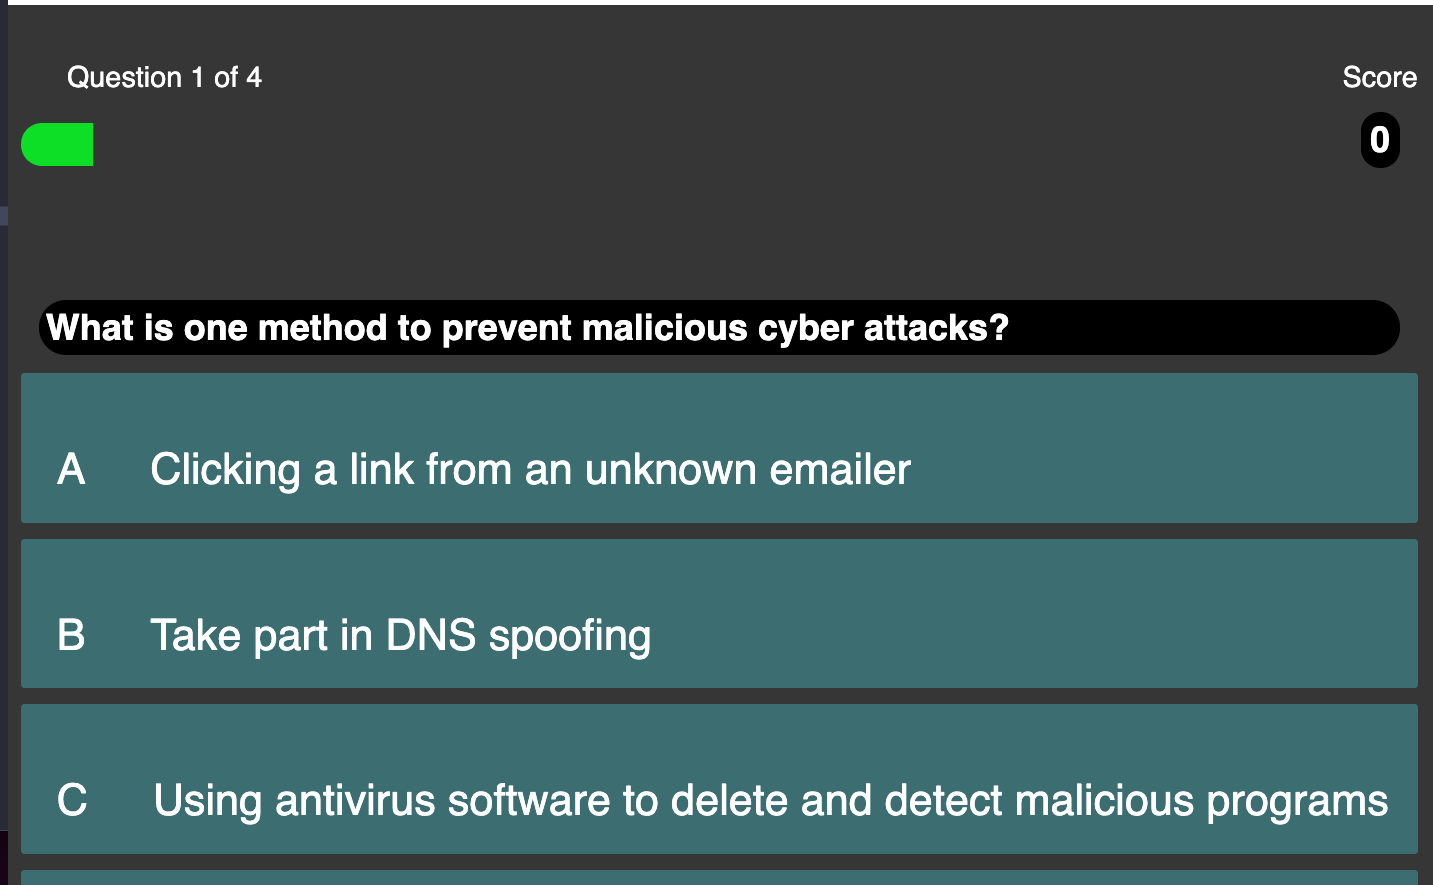 Question 1 of 4
Score
0
What is one method to prevent malicious cyber attacks?
A Clicking a link from an unknown emailer
B Take part in DNS spoofing
C Using antivirus software to delete and detect malicious programs